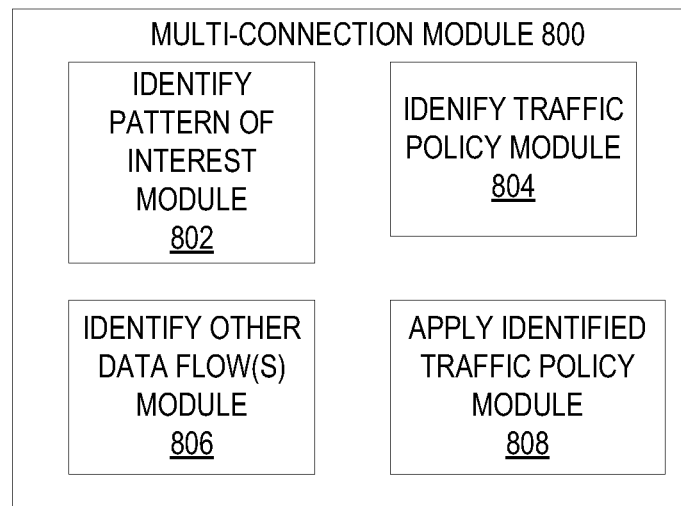 MULTI-CONNECTION MODULE 800
IDENTIFY
PATTERN OF
INTEREST
MODULE
802
IDENIFY TRAFFIC
POLICY MODULE
804
IDENTIFY OTHER
DATA FLOW(S)
MODULE
806
APPLY IDENTIFIED
TRAFFIC POLICY
MODULE
808